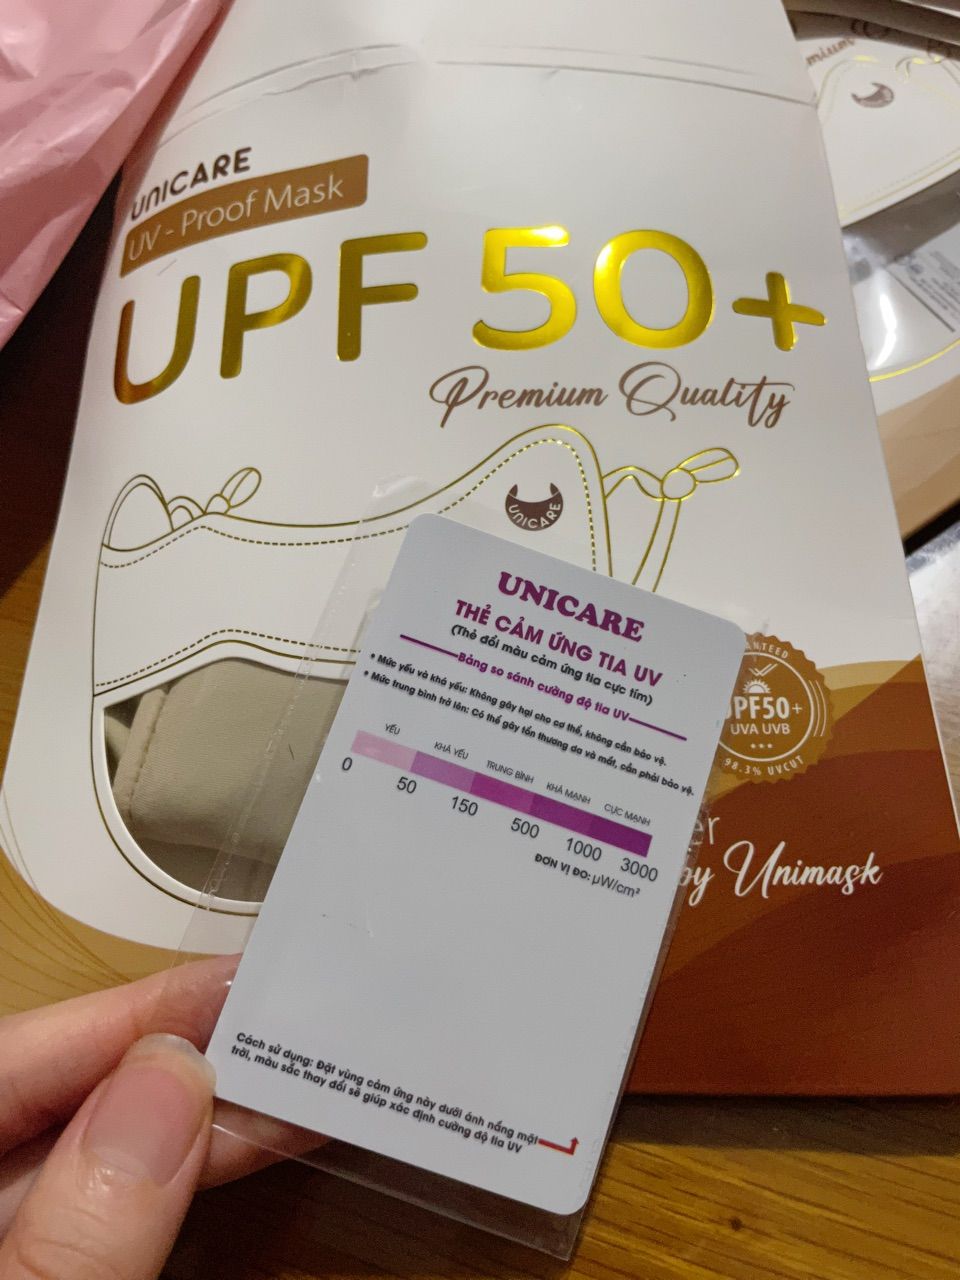 UNICARE
UV - Proof Mask
UPF 50+
Premium Quality
UNICARE
UNICARE
THẺ CẢM ỨNG TIA UV
(Thẻ đổi màu cảm ứng tia cực tím)
Bảng so sánh cường độ tia UV
• Mức yếu và khá yếu: Không gây hại cho cơ thể, không cần bảo vệ.
• Mức trung bình trở lên: Có thể gây tổn thương da và mắt, cần phải bảo vệ.
YẾU KHÁ YẾU TRUNG BÌNH KHÁ MẠNH CỰC MẠNH
0 50 150 500 1000 3000
ĐƠN VỊ ĐO: µW/cm²
Cách sử dụng: Đặt vùng cảm ứng này dưới ánh nắng mặt
trời, màu sắc thay đổi sẽ giúp xác định cường độ tia UV
UPF50+
UVA UVB
98.3% UVCUT
by Unimask